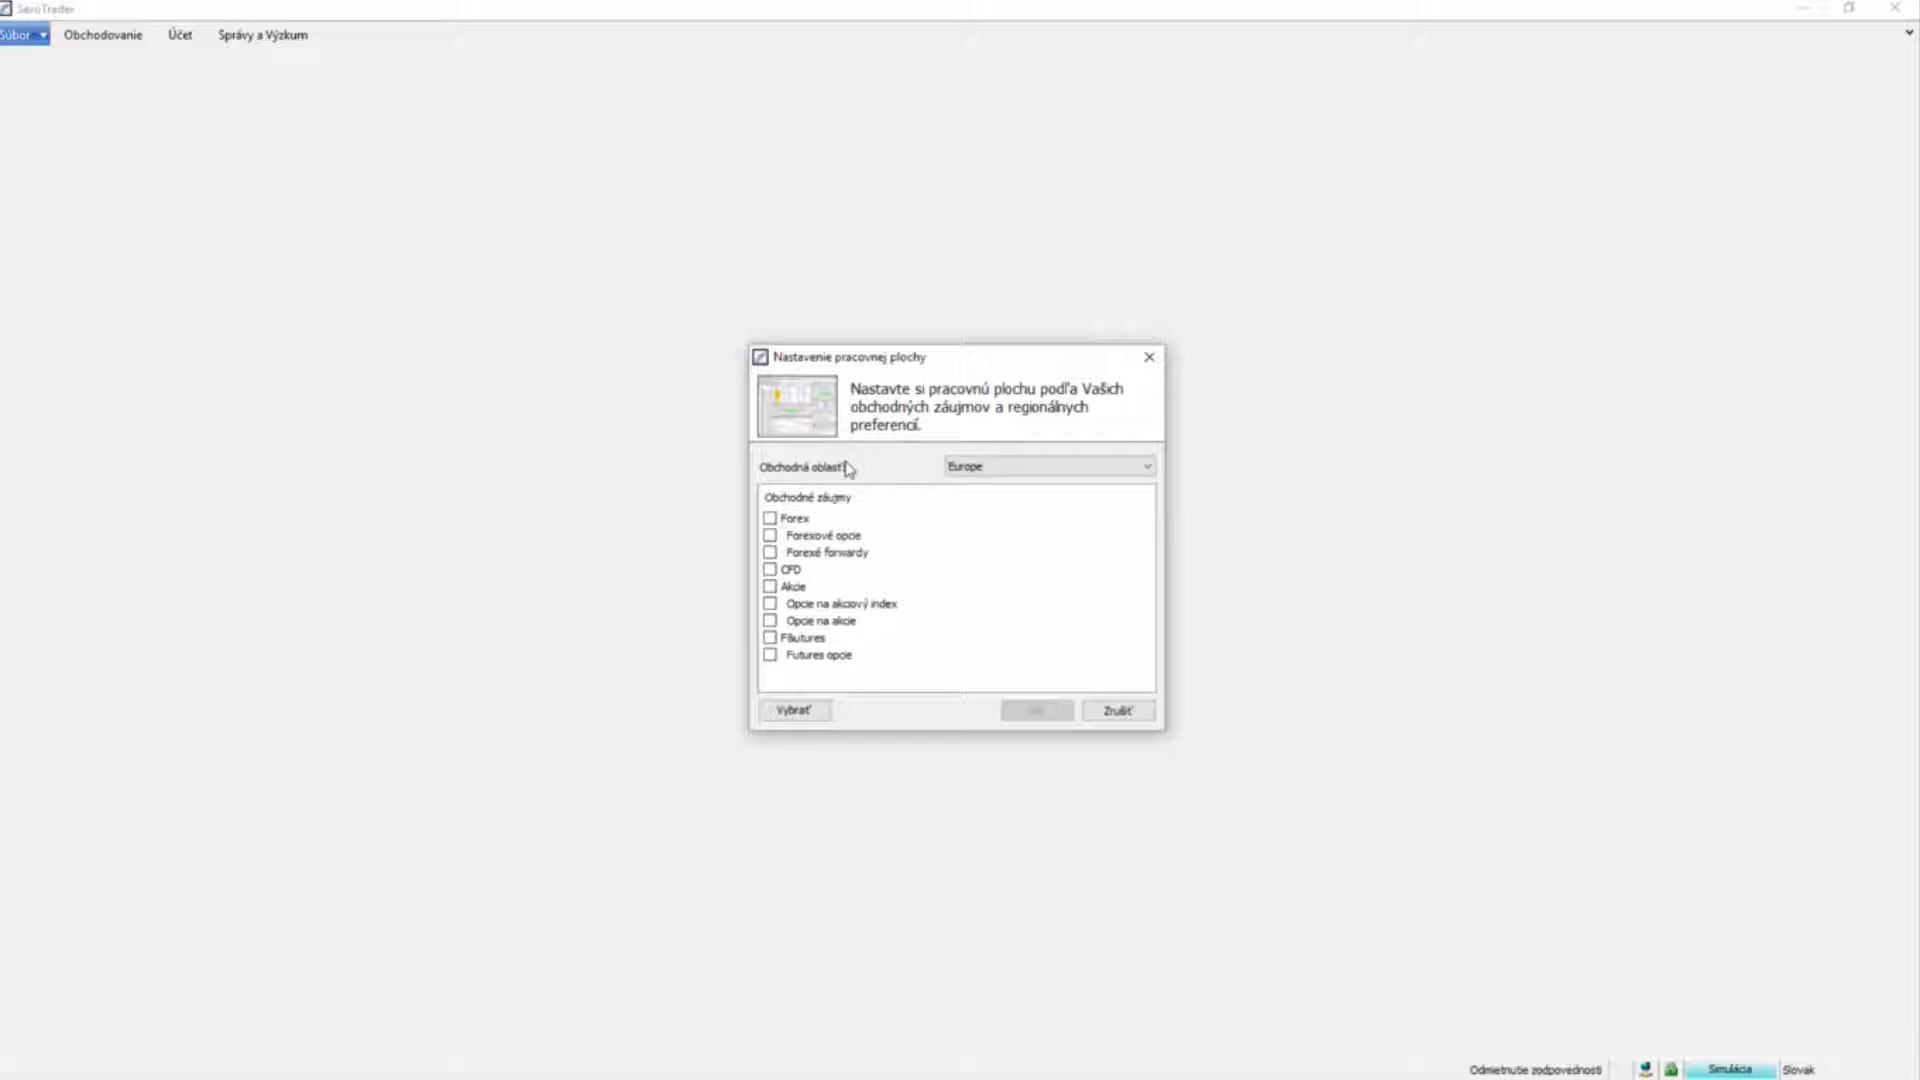 SaxoTrader
Súbor
Obchodovanie
Účet
Správy a Výzkum
Nastavenie pracovnej plochy
Nastavte si pracovnú plochu podľa Vašich
obchodných záujmov a regionálnych
preferencií.
Obchodná oblasť:
Europe
Obchodné záujmy
Forex
Forexové opcie
Forexé forwardy
CFD
Akcie
Opcie na akciový index
Opcie na akcie
Fåutures
Futures opcie
Vybrať
Zrušiť
Odmietnutie zodpovednosti
Simulácia
Slovak